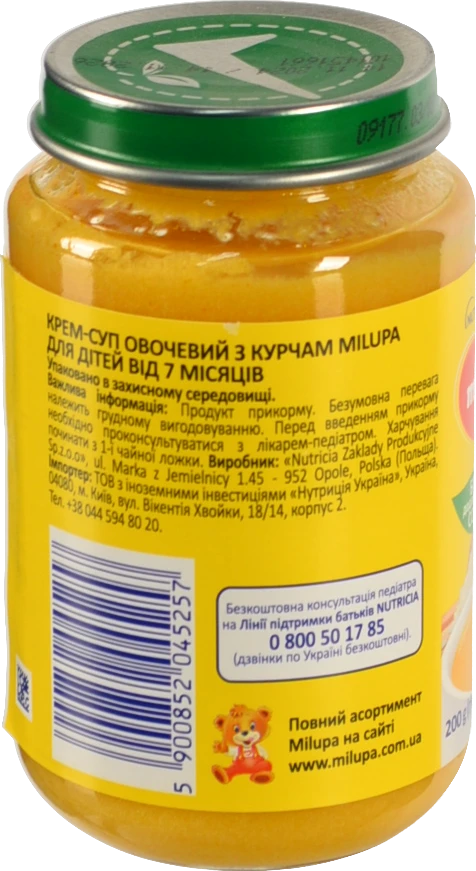 09177.03
КРЕМ-СУП ОВОЧЕВИЙ З КУРЧАМ MILUPA
ДЛЯ ДІТЕЙ ВІД 7 МІСЯЦІВ
Упаковано в захисному середовищі.
Важлива інформація: Продукт прикорму. Безумовна перевага
належить грудному вигодовуванню. Перед введенням прикорму
необхідно проконсультуватися з лікарем-педіатром. Харчування
починати з 1-ї чайної ложки. Виробник: «Nutricia Zakłady Produkcyjne
Sp.z.o.o», ul. Marka z Jemielnicy 1.45 - 952 Opole, Polska (Польща).
Імпортер: ТОВ з іноземними інвестиціями «Нутриція Україна», Україна,
04080, м. Київ, вул. Вікентія Хвойки, 18/14, корпус 2.
Тел. +38 044 594 80 20.
Безкоштовна консультація педіатра
на Лінії підтримки батьків NUTRICIA
0 800 50 17 85
(дзвінки по Україні безкоштовні).
5 900852 045257
Повний асортимент
Milupa на сайті
www.milupa.com.ua
200 g